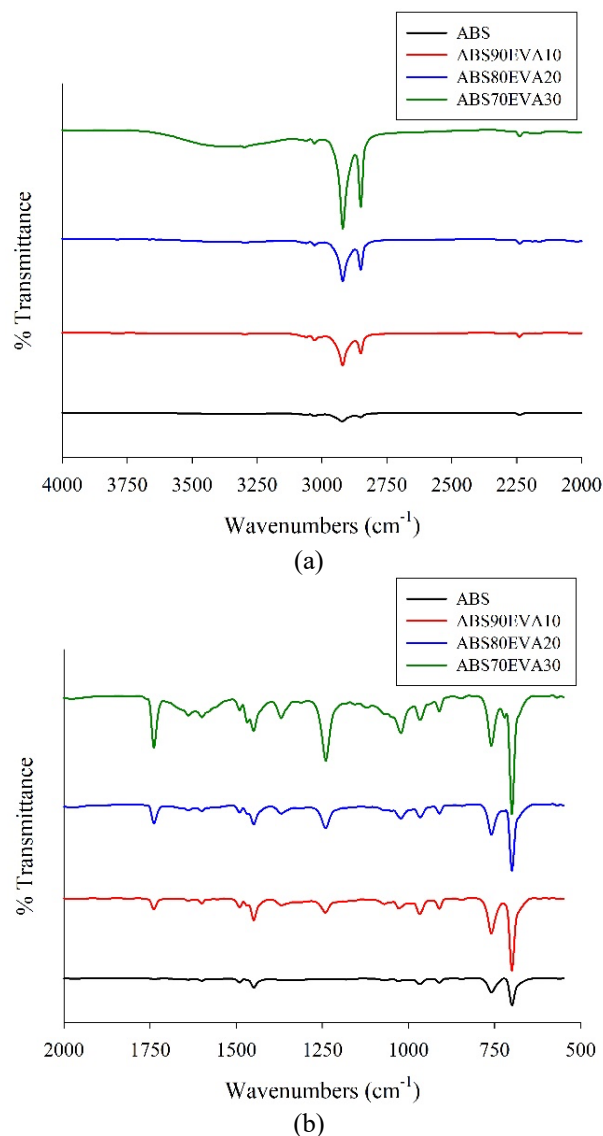 ABS
ABS90EVA10
ABS80EVA20
ABS70EVA30
% Transmittance
4000 3750 3500 3250 3000 2750 2500 2250 2000
Wavenumbers (cm⁻¹)
(a)
ABS
ABS90EVA10
ABS80EVA20
ABS70EVA30
% Transmittance
2000 1750 1500 1250 1000 750 500
Wavenumbers (cm⁻¹)
(b)